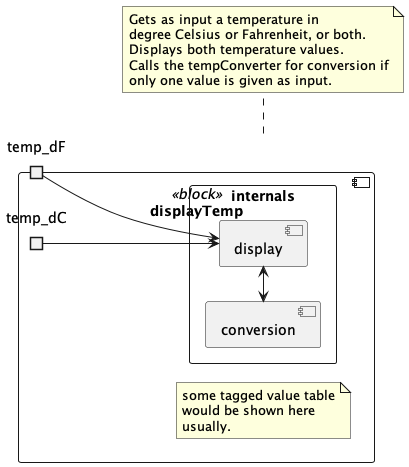 Gets as input a temperature in
degree Celsius or Fahrenheit, or both.
Displays both temperature values.
Calls the tempConverter for conversion if
only one value is given as input.
temp_dF
«block»
displayTemp
internals
temp_dC
display
conversion
some tagged value table
would be shown here
usually.